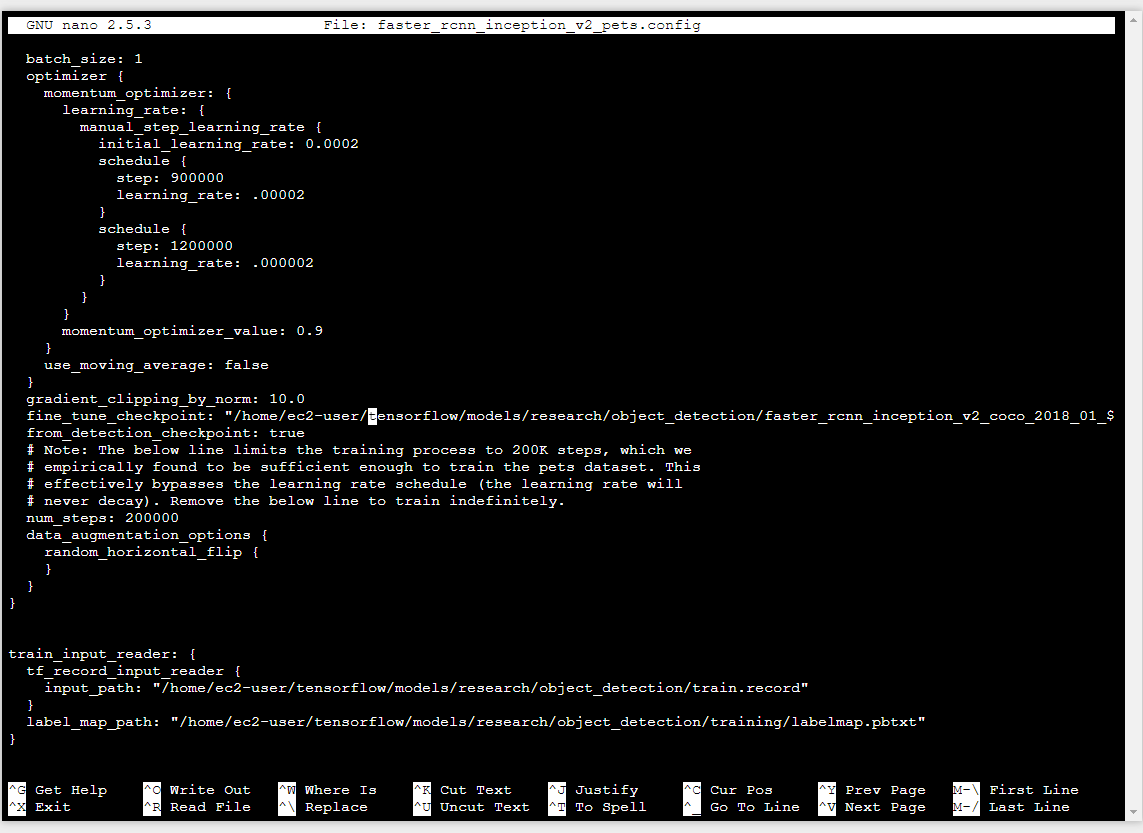 GNU nano 2.5.3 File: faster_rcnn_inception_v2_pets.config
batch_size: 1
optimizer {
momentum_optimizer: {
learning_rate: {
manual_step_learning_rate {
initial_learning_rate: 0.0002
schedule {
step: 900000
learning_rate: .00002
}
schedule {
step: 1200000
learning_rate: .000002
}
}
}
momentum_optimizer_value: 0.9
}
use_moving_average: false
}
gradient_clipping_by_norm: 10.0
fine_tune_checkpoint: "/home/ec2-user/tensorflow/models/research/object_detection/faster_rcnn_inception_v2_coco_2018_01_$
from_detection_checkpoint: true
# Note: The below line limits the training process to 200K steps, which we
# empirically found to be sufficient enough to train the pets dataset. This
# effectively bypasses the learning rate schedule (the learning rate will
# never decay). Remove the below line to train indefinitely.
num_steps: 200000
data_augmentation_options {
random_horizontal_flip {
}
}
}
train_input_reader: {
tf_record_input_reader {
input_path: "/home/ec2-user/tensorflow/models/research/object_detection/train.record"
}
label_map_path: "/home/ec2-user/tensorflow/models/research/object_detection/training/labelmap.pbtxt"
}
^G Get Help ^O Write Out ^W Where Is ^K Cut Text ^J Justify ^C Cur Pos ^Y Prev Page M-\ First Line
^X Exit ^R Read File ^\ Replace ^U Uncut Text ^T To Spell ^_ Go To Line ^V Next Page M-/ Last Line